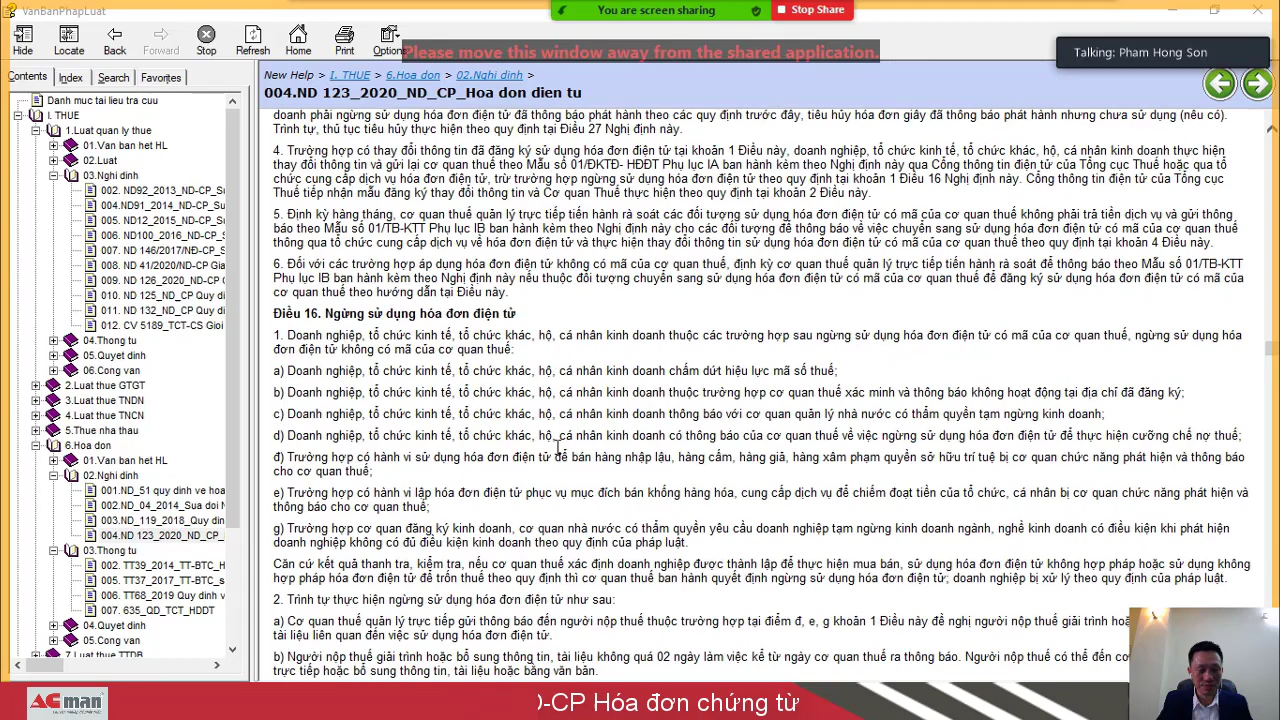 VanBanPhapLuat
You are screen sharing
Stop Share
Hide
Locate
Back
Forward
Stop
Refresh
Home
Print
Options
Please move this window away from the shared application.
Talking: Pham Hong Son
Contents
Index
Search
Favorites
New Help > I. THUE > 6.Hoa don > 02.Nghi dinh >
004.ND 123_2020_ND_CP_Hoa don dien tu
Danh muc tai lieu tra cuu
I. THUE
1.Luat quan ly thue
01.Van ban het HL
02.Luat
03.Nghi dinh
002. ND92_2013_ND-CP_Su
004.ND91_2014_ND-CP_Sua
005. ND12_2015_ND-CP_Su
006. ND100_2016_ND-CP_S
007. ND 146/2017/ND-CP_
008. ND 41/2020/NĐ-CP Gia
009. ND 126_2020_ND-CP
010. ND 125_ND_CP Quy di
011. ND 132_ND_CP Quy
012. CV 5189_TCT-CS Gioi
04.Thong tu
05.Quyet dinh
06.Cong van
2.Luat thue GTGT
3.Luat thue TNDN
4.Luat thue TNCN
5.Thue nha thau
6.Hoa don
01.Van ban het HL
02.Nghi dinh
001.ND_51 quy dinh ve hoa
002.ND_04_2014_Sua doi N
003.ND_119_2018_Quy din
004.ND 123_2020_ND_CP_
03.Thong tu
002. TT39_2014_TT-BTC_H
005. TT37_2017_TT-BTC_s
006. TT68_2019 Quy dinh v
007. 635_QD_TCT_HDDT
04.Quyet dinh
05.Cong van
7.Luat thue TTDB
doanh phải ngừng sử dụng hóa đơn điện tử đã thông báo phát hành theo các quy định trước đây, tiêu hủy hóa đơn giấy đã thông báo phát hành nhưng chưa sử dụng (nếu có).
Trình tự, thủ tục tiêu hủy thực hiện theo quy định tại Điều 27 Nghị định này.
4. Trường hợp có thay đổi thông tin đã đăng ký sử dụng hóa đơn điện tử tại khoản 1 Điều này, doanh nghiệp, tổ chức kinh tế, tổ chức khác, hộ, cá nhân kinh doanh thực hiện
thay đổi thông tin và gửi lại cơ quan thuế theo Mẫu số 01/ĐKTĐ- HĐĐT Phụ lục IA ban hành kèm theo Nghị định này qua Cổng thông tin điện tử của Tổng cục Thuế hoặc qua tổ
chức cung cấp dịch vụ hóa đơn điện tử, trừ trường hợp ngừng sử dụng hóa đơn điện tử tại khoản 1 Điều 16 Nghị định này. Cổng thông tin điện tử của Tổng cục
Thuế tiếp nhận mẫu đăng ký thay đổi thông tin và Cơ quan Thuế thực hiện theo quy định tại khoản 2 Điều này.
5. Định kỳ hàng tháng, cơ quan thuế quản lý trực tiếp tiến hành rà soát các đối tượng sử dụng hóa đơn điện tử có mã của cơ quan thuế không phải trả tiền dịch vụ và gửi thông
báo theo Mẫu số 01/TB-KTT Phụ lục IB ban hành kèm theo Nghị định này cho các đối tượng để thông báo về việc chuyển sang sử dụng hóa đơn điện tử có mã của cơ quan thuế
thông qua tổ chức cung cấp dịch vụ về hóa đơn điện tử và thực hiện thay đổi thông tin sử dụng hóa đơn điện tử có mã của cơ quan thuế theo quy định tại khoản 4 Điều này.
6. Đối với các trường hợp áp dụng hóa đơn điện tử không có mã của cơ quan thuế, định kỳ cơ quan thuế quản lý trực tiếp tiến hành rà soát để thông báo theo Mẫu số 01/TB-KTT
Phụ lục IB ban hành kèm theo Nghị định này nếu thuộc đối tượng chuyển sang sử dụng hóa đơn điện tử có mã của cơ quan thuế để đăng ký sử dụng hóa đơn điện tử có mã của
cơ quan thuế theo hướng dẫn tại Điều này.
Điều 16. Ngừng sử dụng hóa đơn điện tử
1. Doanh nghiệp, tổ chức kinh tế, tổ chức khác, hộ, cá nhân kinh doanh thuộc các trường hợp sau ngừng sử dụng hóa đơn điện tử có mã của cơ quan thuế, ngừng sử dụng hóa
đơn điện tử không có mã của cơ quan thuế:
a) Doanh nghiệp, tổ chức kinh tế, tổ chức khác, hộ, cá nhân kinh doanh chấm dứt hiệu lực mã số thuế;
b) Doanh nghiệp, tổ chức kinh tế, tổ chức khác, hộ, cá nhân kinh doanh thuộc trường hợp cơ quan thuế xác minh và thông báo không hoạt động tại địa chỉ đã đăng ký;
c) Doanh nghiệp, tổ chức kinh tế, tổ chức khác, hộ, cá nhân kinh doanh thông báo với cơ quan quản lý nhà nước có thẩm quyền tạm ngừng kinh doanh;
d) Doanh nghiệp, tổ chức kinh tế, tổ chức khác, hộ, cá nhân kinh doanh có thông báo của cơ quan thuế về việc ngừng sử dụng hóa đơn điện tử để thực hiện cưỡng chế nợ thuế;
đ) Trường hợp có hành vi sử dụng hóa đơn điện tử để bán hàng nhập lậu, hàng cấm, hàng giả, hàng xâm phạm quyền sở hữu trí tuệ bị cơ quan chức năng phát hiện và thông báo
cho cơ quan thuế;
e) Trường hợp có hành vi lập hóa đơn điện tử phục vụ mục đích bán khống hàng hóa, cung cấp dịch vụ để chiếm đoạt tiền của tổ chức, cá nhân bị cơ quan chức năng phát hiện và
thông báo cho cơ quan thuế;
g) Trường hợp cơ quan đăng ký kinh doanh, cơ quan nhà nước có thẩm quyền yêu cầu doanh nghiệp tạm ngừng kinh doanh ngành, nghề kinh doanh có điều kiện khi phát hiện
doanh nghiệp không có đủ điều kiện kinh doanh theo quy định của pháp luật.
Căn cứ kết quả thanh tra, kiểm tra, nếu cơ quan thuế xác định doanh nghiệp được thành lập để thực hiện mua bán, sử dụng hóa đơn điện tử không hợp pháp hoặc sử dụng không
hợp pháp hóa đơn điện tử để trốn thuế theo quy định thì cơ quan thuế ban hành quyết định ngừng sử dụng hóa đơn điện tử; doanh nghiệp bị xử lý theo quy định của pháp luật.
2. Trình tự thực hiện ngừng sử dụng hóa đơn điện tử như sau:
a) Cơ quan thuế quản lý trực tiếp gửi thông báo đến người nộp thuế thuộc trường hợp tại điểm đ, e, g khoản 1 Điều này đề nghị người nộp thuế giải trình
tài liệu liên quan đến việc sử dụng hóa đơn điện tử.
b) Người nộp thuế giải trình hoặc bổ sung thông tin, tài liệu không quá 02 ngày làm việc kể từ ngày cơ quan thuế ra thông báo. Người nộp thuế có thể đến cơ
trực tiếp hoặc bổ sung thông tin, tài liệu hoặc bằng văn bản.
ACman
Đ-CP Hóa đơn chứng từ